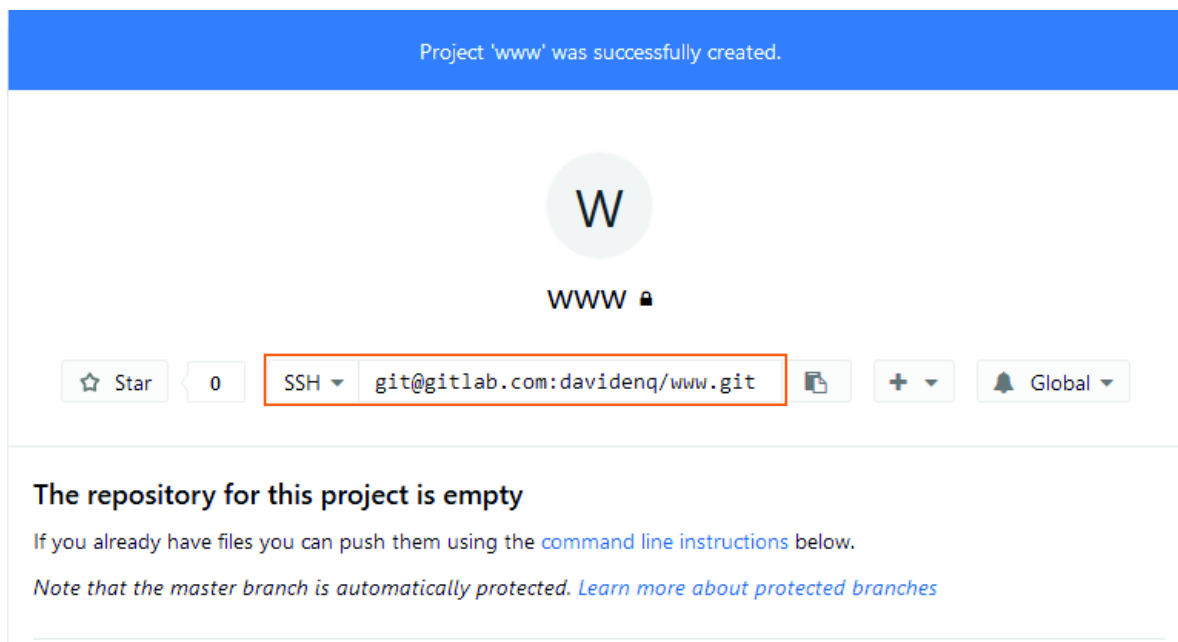 Project 'www' was successfully created.
W
www
Star 0 SSH git@gitlab.com:davidenq/www.git Global
The repository for this project is empty
If you already have files you can push them using the command line instructions below.
Note that the master branch is automatically protected. Learn more about protected branches